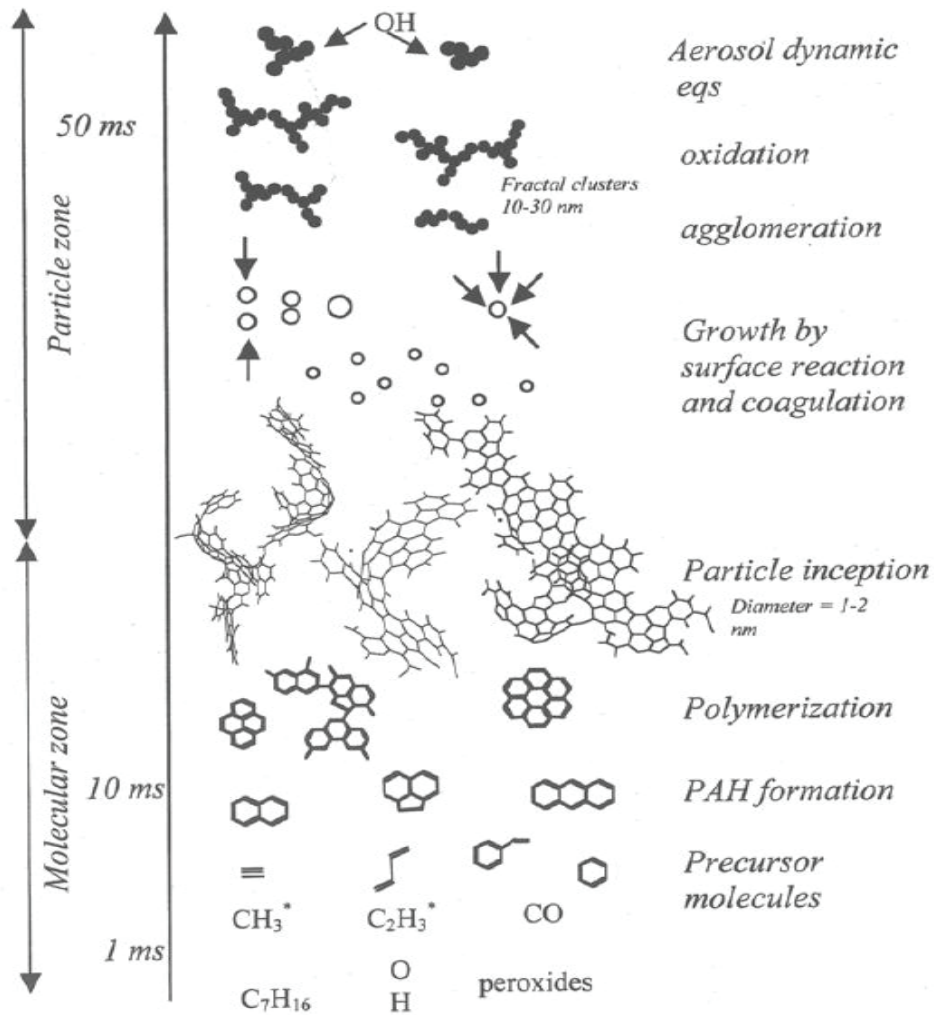 OH
Aerosol dynamic
eqs
50 ms
oxidation
Fractal clusters
10-30 nm
agglomeration
Particle zone
Growth by
surface reaction
and coagulation
Particle inception
Diameter = 1-2
nm
Polymerization
Molecular zone
10 ms
PAH formation
Precursor
molecules
CH3* C2H3* CO
1 ms
O
C7H16 H peroxides